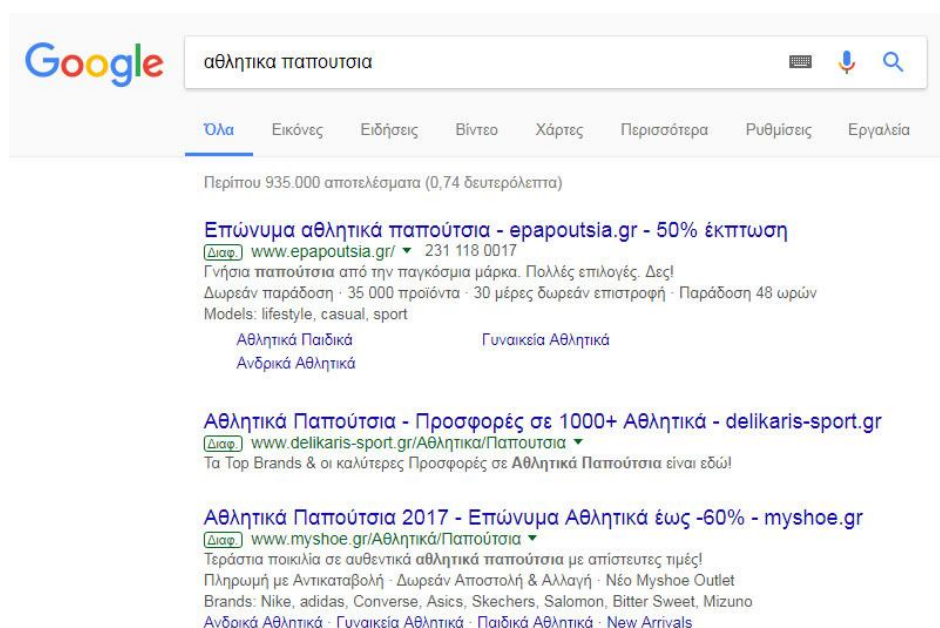 Google
αθλητικα παπουτσια
Όλα Εικόνες Ειδήσεις Βίντεο Χάρτες Περισσότερα Ρυθμίσεις Εργαλεία
Περίπου 935.000 αποτελέσματα (0,74 δευτερόλεπτα)
Επώνυμα αθλητικά παπούτσια - epapoutsia.gr - 50% έκπτωση
Διαφ. www.epapoutsia.gr/ 231 118 0017
Γνήσια παπούτσια από την παγκόσμια μάρκα. Πολλές επιλογές. Δες!
Δωρεάν παράδοση · 35 000 προϊόντα · 30 μέρες δωρεάν επιστροφή · Παράδοση 48 ωρών
Models: lifestyle, casual, sport
Αθλητικά Παιδικά Γυναικεία Αθλητικά
Ανδρικά Αθλητικά
Αθλητικά Παπούτσια - Προσφορές σε 1000+ Αθλητικά - delikaris-sport.gr
Διαφ. www.delikaris-sport.gr/Αθλητικα/Παπουτσια
Τα Top Brands & οι καλύτερες Προσφορές σε Αθλητικά Παπούτσια είναι εδώ!
Αθλητικά Παπούτσια 2017 - Επώνυμα Αθλητικά έως -60% - myshoe.gr
Διαφ. www.myshoe.gr/Αθλητικά/Παπούτσια
Τεράστια ποικιλία σε αυθεντικά αθλητικά παπούτσια με απίστευτες τιμές!
Πληρωμή με Αντικαταβολή · Δωρεάν Αποστολή & Αλλαγή · Νέο Myshoe Outlet
Brands: Nike, adidas, Converse, Asics, Skechers, Salomon, Bitter Sweet, Mizuno
Ανδρικά Αθλητικά · Γυναικεία Αθλητικά · Παιδικά Αθλητικά · New Arrivals